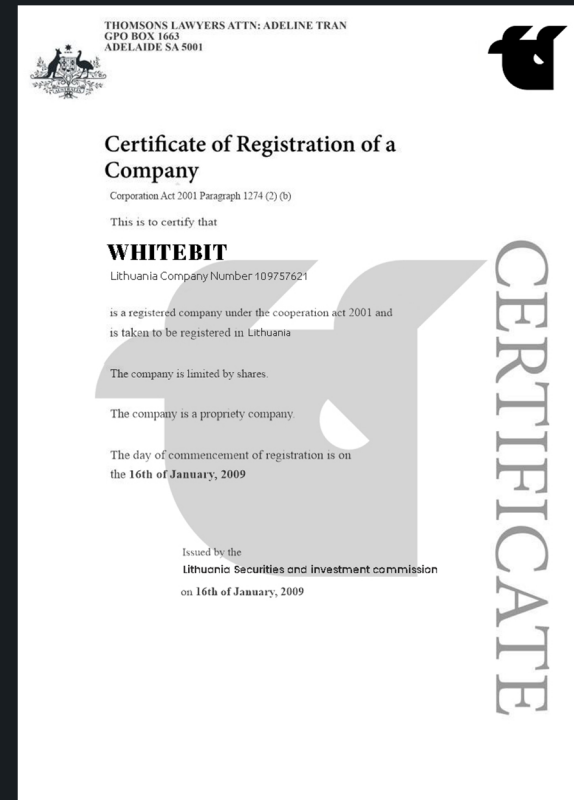 THOMSONS LAWYERS ATTN: ADELINE TRAN
GPO BOX 1663
ADELAIDE SA 5001
Certificate of Registration of a
Company
Corporation Act 2001 Paragraph 1274 (2) (b)
This is to certify that
WHITEBIT
Lithuania Company Number 109757621
is a registered company under the cooperation act 2001 and
is taken to be registered in Lithuania
The company is limited by shares.
The company is a propriety company.
The day of commencement of registration is on
the 16th of January, 2009
Issued by the
Lithuania Securities and investment commission
on 16th of January, 2009
CERTIFICATE